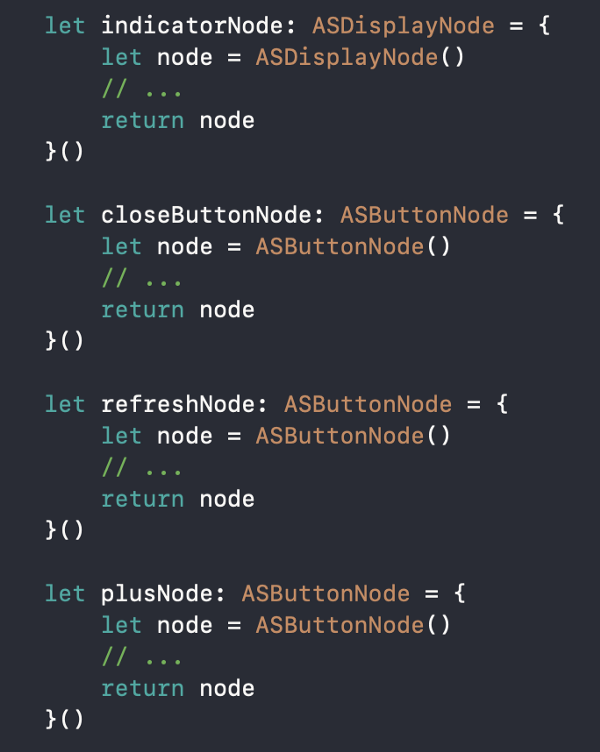 let indicatorNode: ASDisplayNode = {
    let node = ASDisplayNode()
    // ...
    return node
}()

let closeButtonNode: ASButtonNode = {
    let node = ASButtonNode()
    // ...
    return node
}()

let refreshNode: ASButtonNode = {
    let node = ASButtonNode()
    // ...
    return node
}()

let plusNode: ASButtonNode = {
    let node = ASButtonNode()
    // ...
    return node
}()